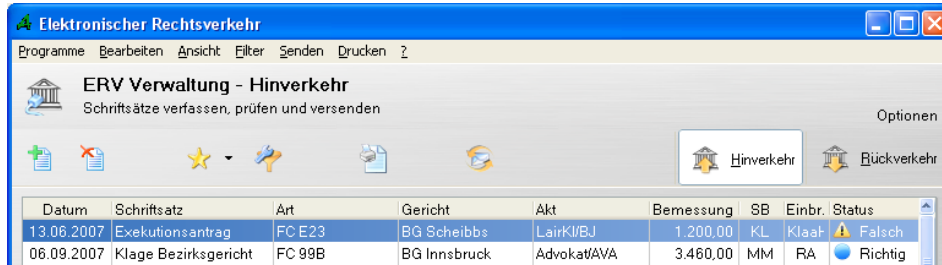 Elektronischer Rechtsverkehr
Programme Bearbeiten Ansicht Filter Senden Drucken ?
ERV Verwaltung - Hinverkehr
Schriftsätze verfassen, prüfen und versenden
Optionen
Hinverkehr Rückverkehr
Datum Schriftsatz Art Gericht Akt Bemessung SB Einbr. Status
13.06.2007 Exekutionsantrag FC E23 BG Scheibbs LairKl/BJ 1.200,00 KL Falsch
06.09.2007 Klage Bezirksgericht FC 99B BG Innsbruck Advokat/AVA 3.460,00 MM RA Richtig